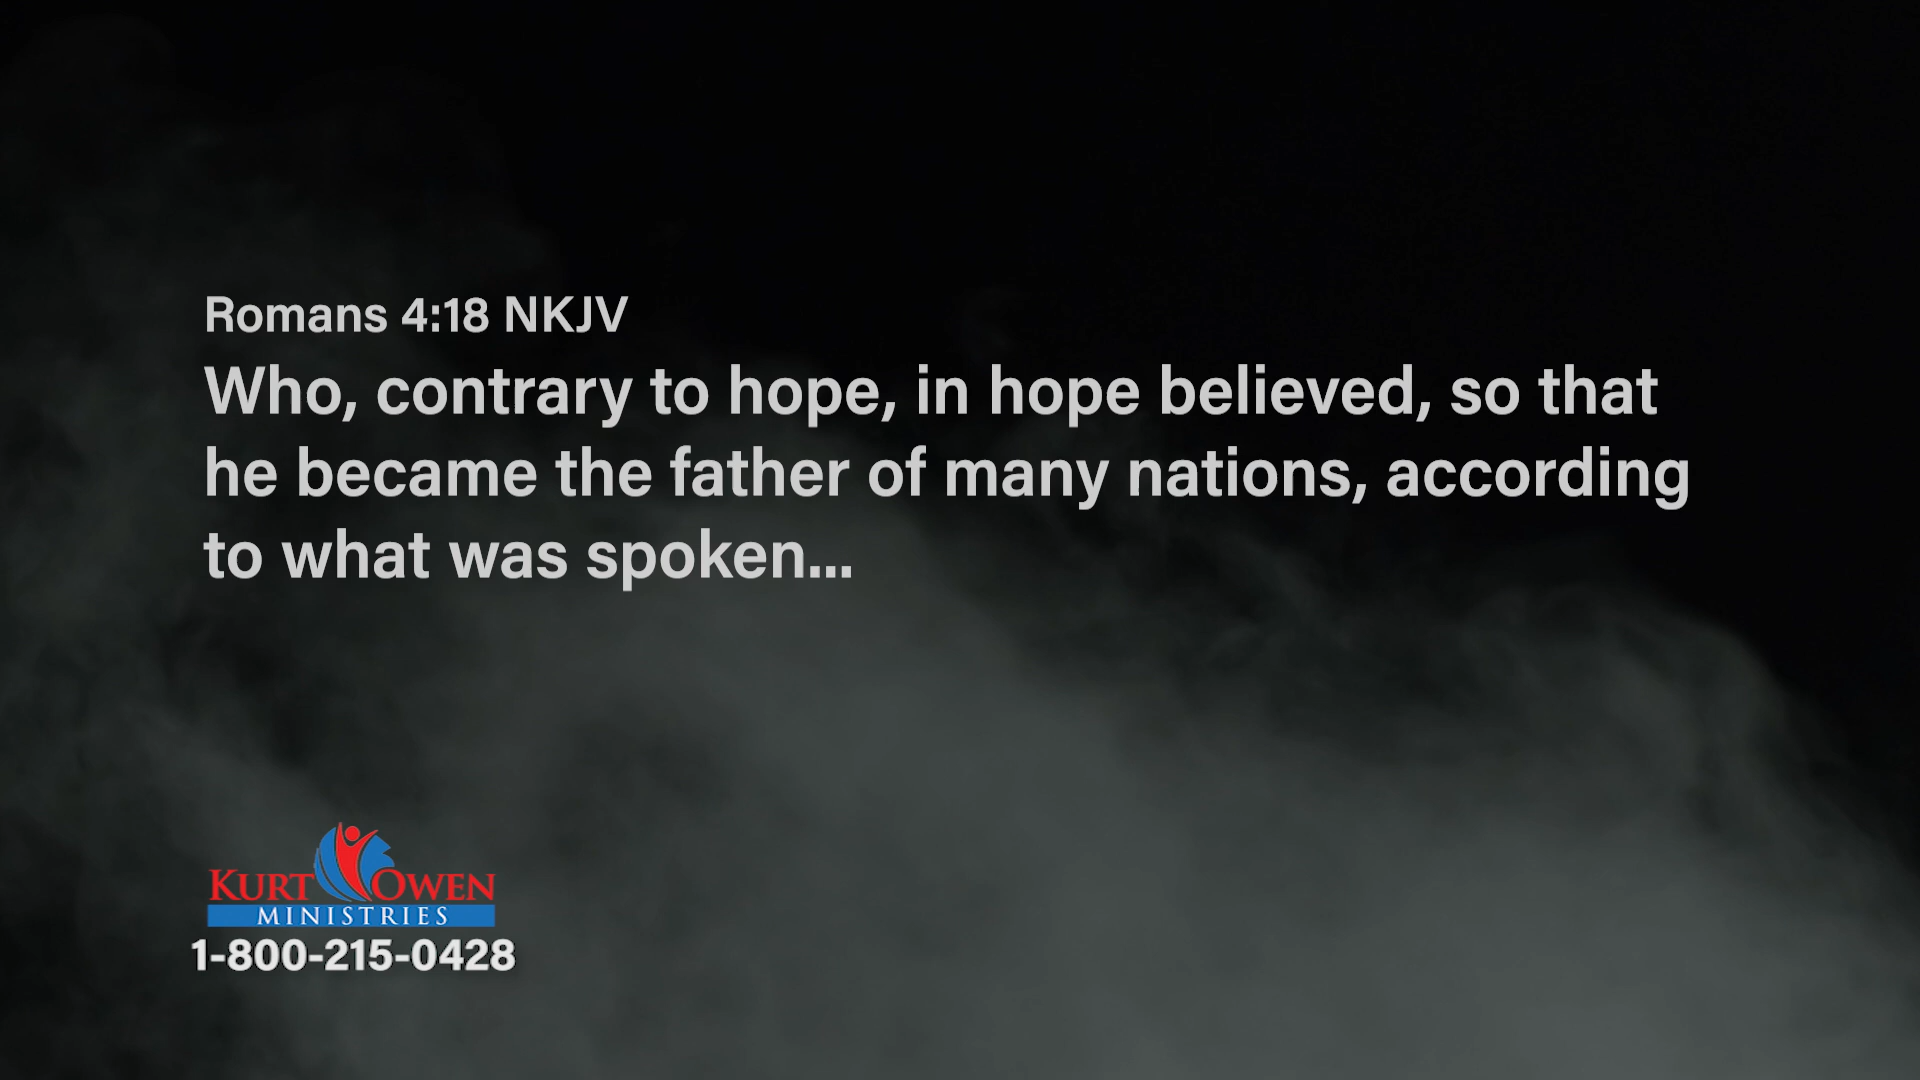 Romans 4:18 NKJV
Who, contrary to hope, in hope believed, so that
he became the father of many nations, according
to what was spoken...
KURT OWEN
MINISTRIES
1-800-215-0428